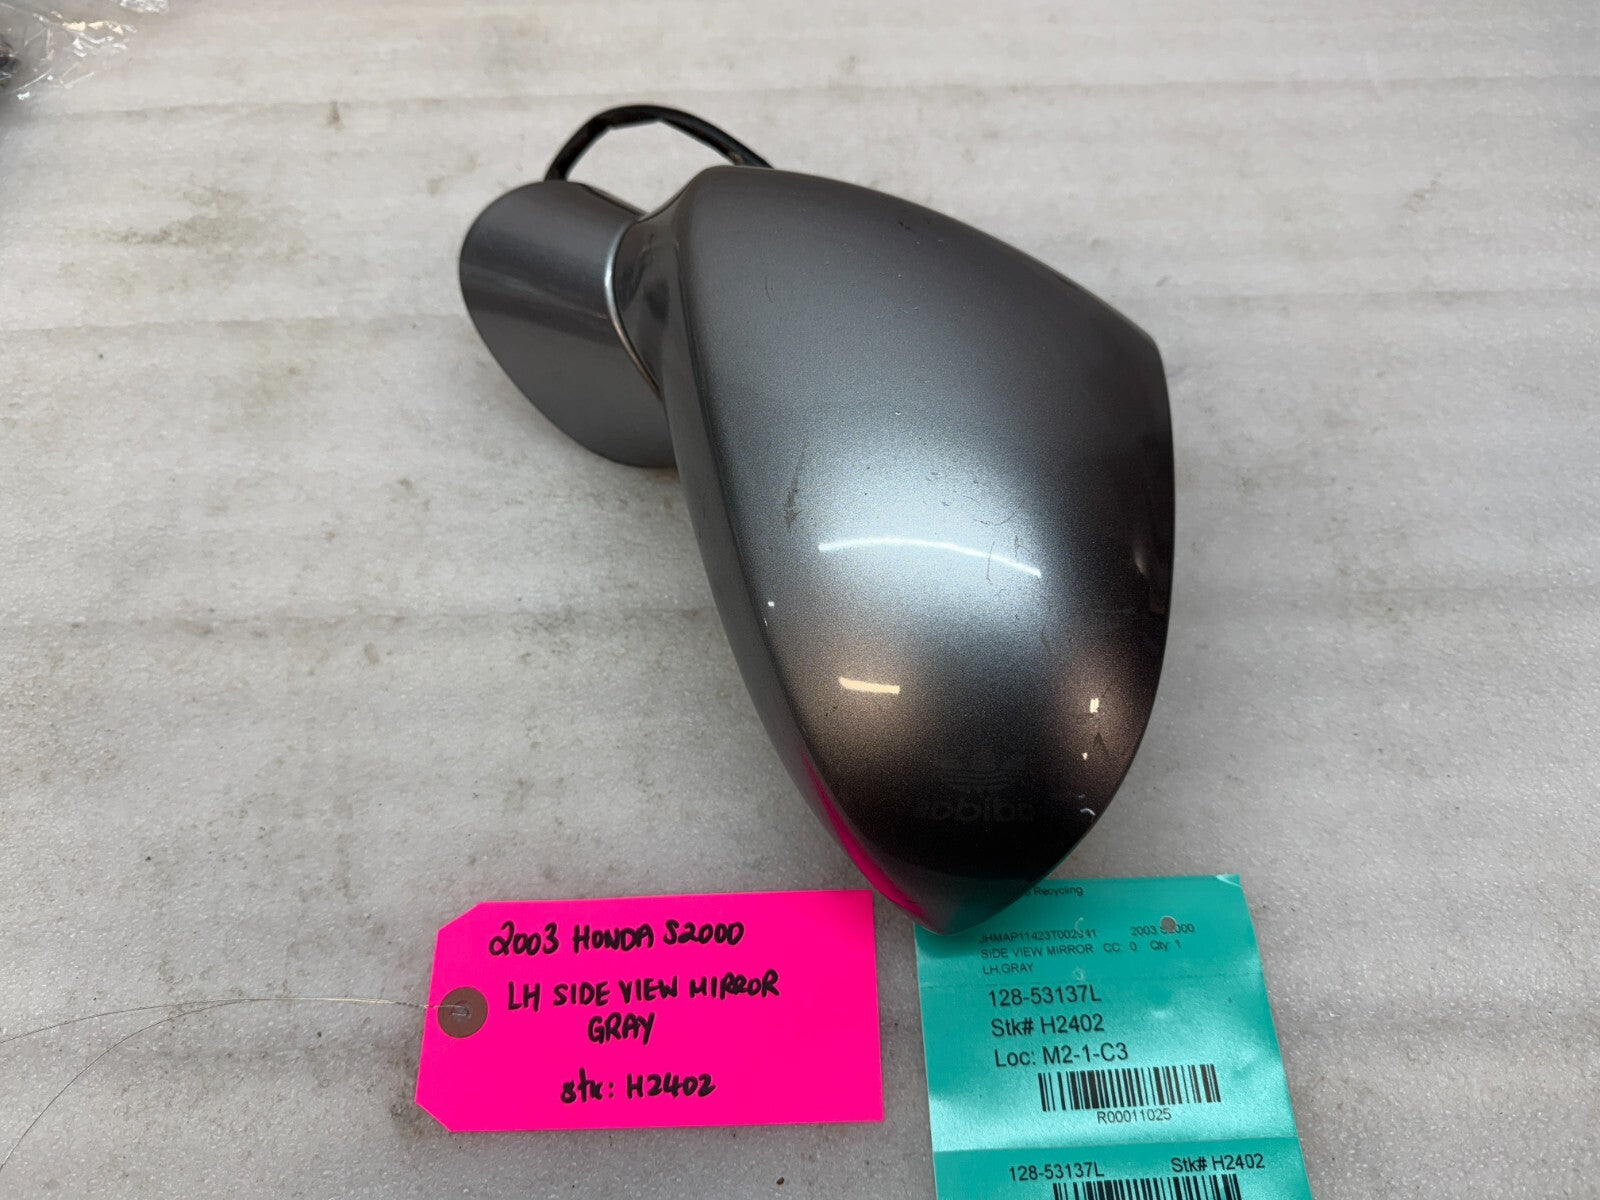 adidas
2003 HONDA S2000
LH SIDE VIEW MIRROR
GRAY
stk: H2402
Recycling
2003 S2000
SIDE VIEW MIRROR CC: 0 Qty: 1
LH,GRAY
128-53137L
Stk# H2402
Loc: M2-1-C3
R00011025
128-53137L Stk# H2402